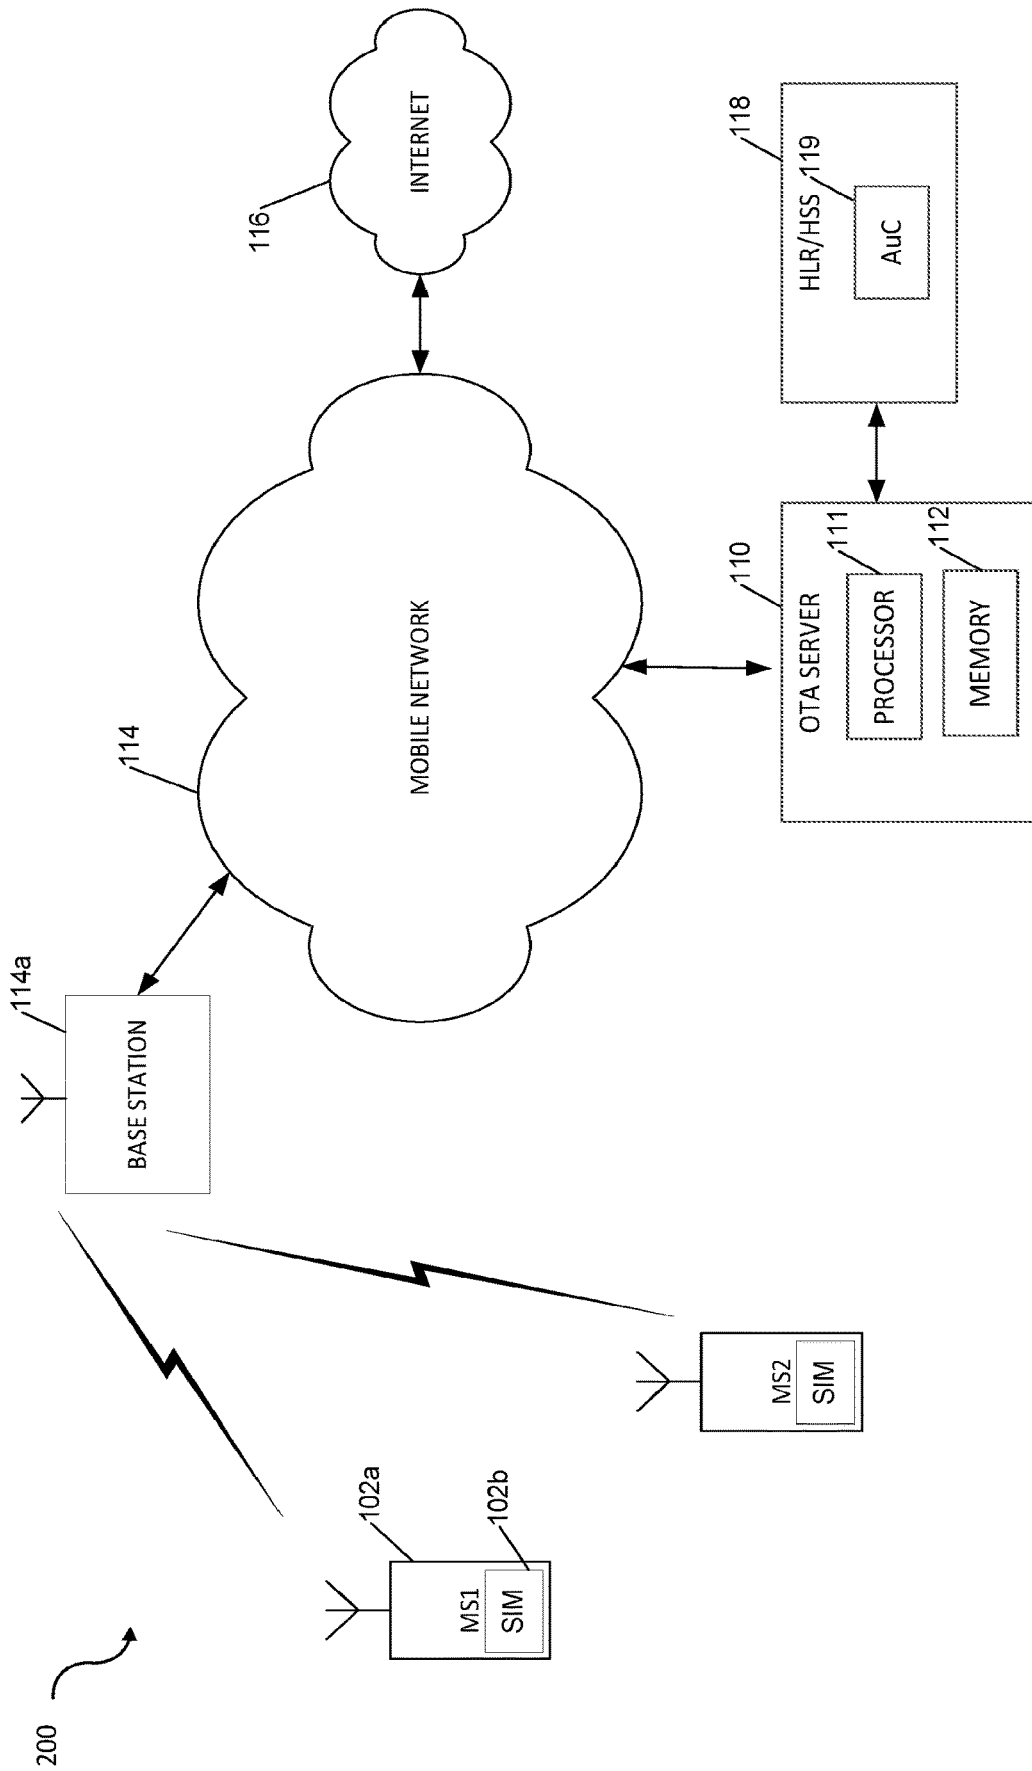 200
MS1
SIM
102a
102b
MS2
SIM
BASE STATION
114a
MOBILE NETWORK
114
INTERNET
116
OTA SERVER
110
PROCESSOR
111
MEMORY
112
HLR/HSS
118
AuC
119